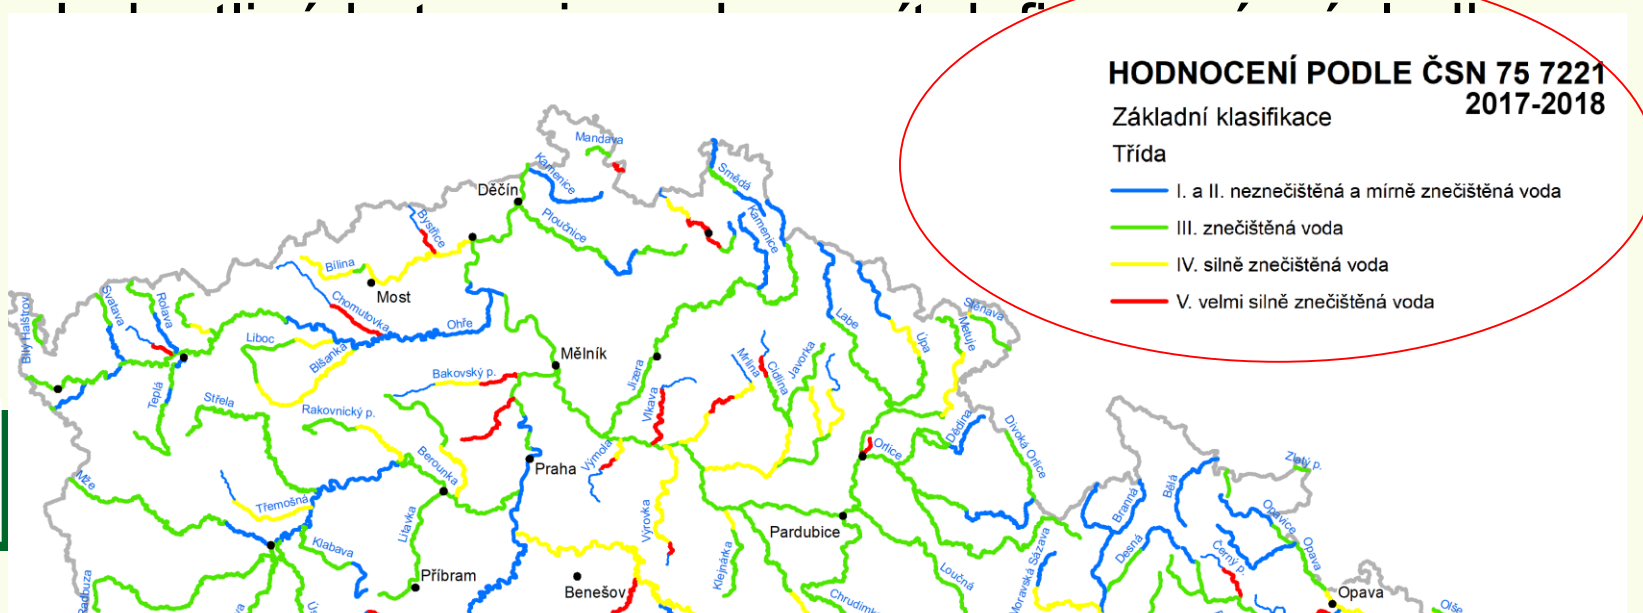 HODNOCENÍ PODLE ČSN 75 7221
2017-2018
Základní klasifikace
Třída
I. a II. neznečištěná a mírně znečištěná voda
III. znečištěná voda
IV. silně znečištěná voda
V. velmi silně znečištěná voda
Mandava
Kamenice
Smědá
Děčín
Bystřice
Ploučnice
Kamenice
Bílina
Most
Svatava
Rolava
Bílý Halštrov
Chomutovka
Ohře
Labe
Úpa
Metuje
Stěnava
Liboc
Blšanka
Mělník
Jizera
Mrlina
Cidlina
Javorka
Teplá
Střela
Bakovský p.
Vlkava
Rakovnický p.
Dědina
Divoká Orlice
Orlice
Berounka
Praha
Výmola
Zlatý p.
Mže
Třemošná
Bělá
Branná
Opavice
Litavka
Výrovka
Pardubice
Klabava
Klejnárka
Moravská Sázava
Desná
Černý p.
Opava
Příbram
Benešov
Loučná
Opava